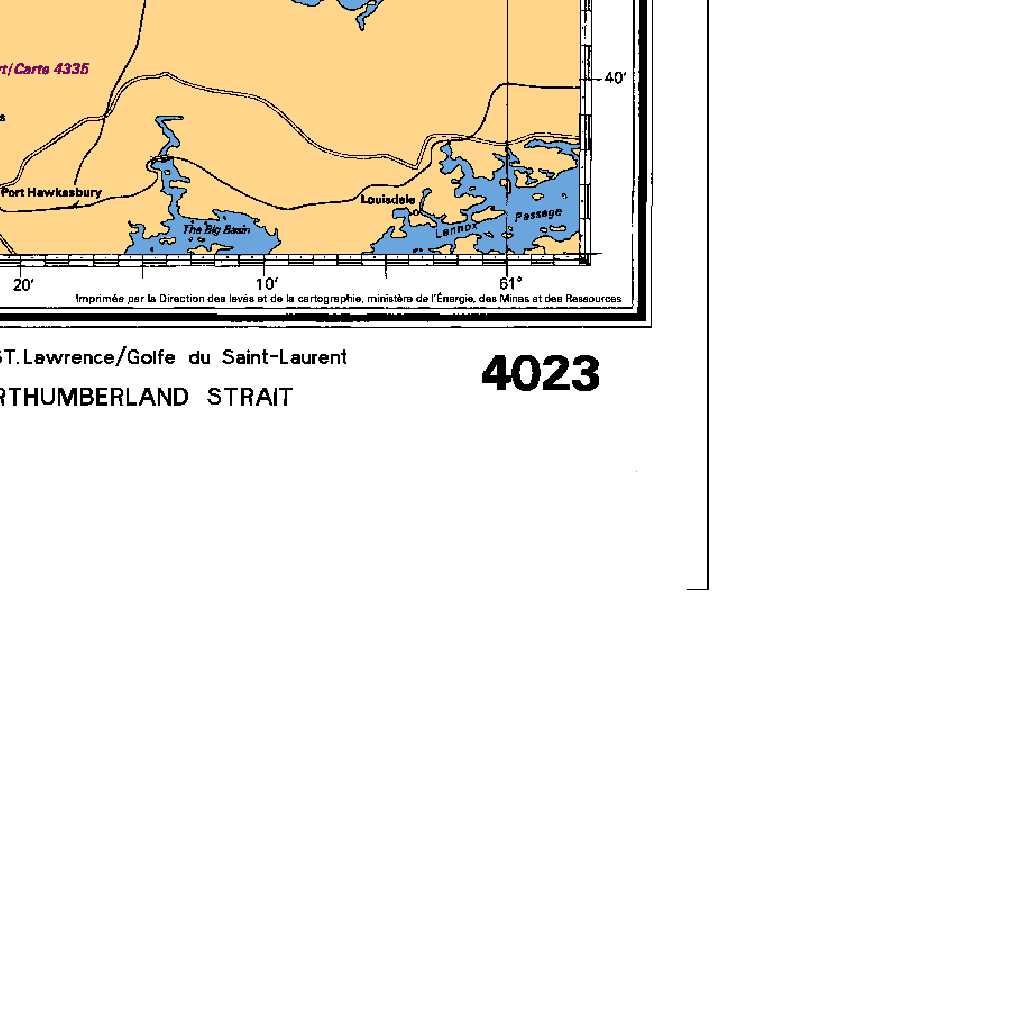 rt/Carte 4335
40'
s
Port Hawkesbury
Louisdale
The Big Basin
Lennox Passage
20' 10' 61°
Imprimée par la Direction des levés et de la cartographie, ministère de l'Énergie, des Mines et des Ressources
ST. Lawrence/Golfe du Saint-Laurent
4023
RTHUMBERLAND STRAIT